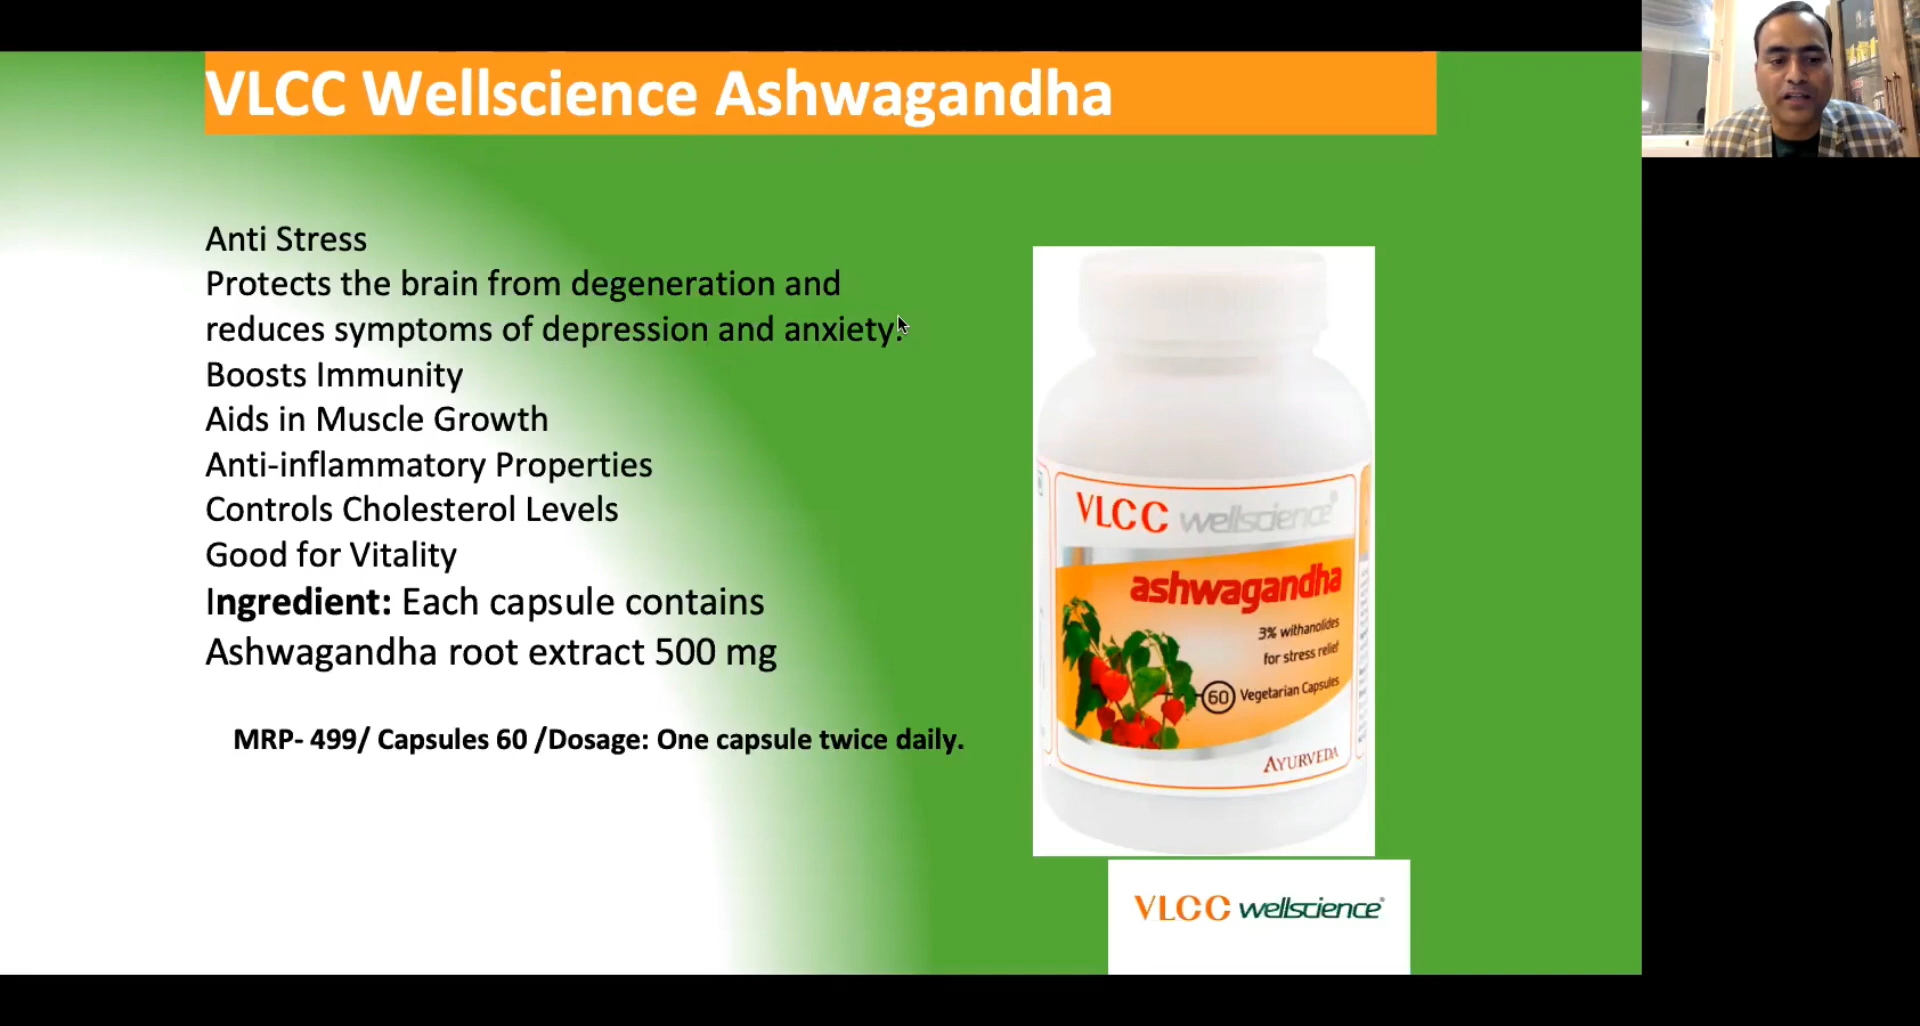 VLCC Wellscience Ashwagandha
Anti Stress
Protects the brain from degeneration and
reduces symptoms of depression and anxiety.
Boosts Immunity
Aids in Muscle Growth
Anti-inflammatory Properties
Controls Cholesterol Levels
Good for Vitality
Ingredient: Each capsule contains
Ashwagandha root extract 500 mg
MRP- 499/ Capsules 60 /Dosage: One capsule twice daily.
VLCC wellscience®
ashwagandha
3% withanolides
for stress relief
60 Vegetarian Capsules
AYURVEDA
VLCC wellscience®